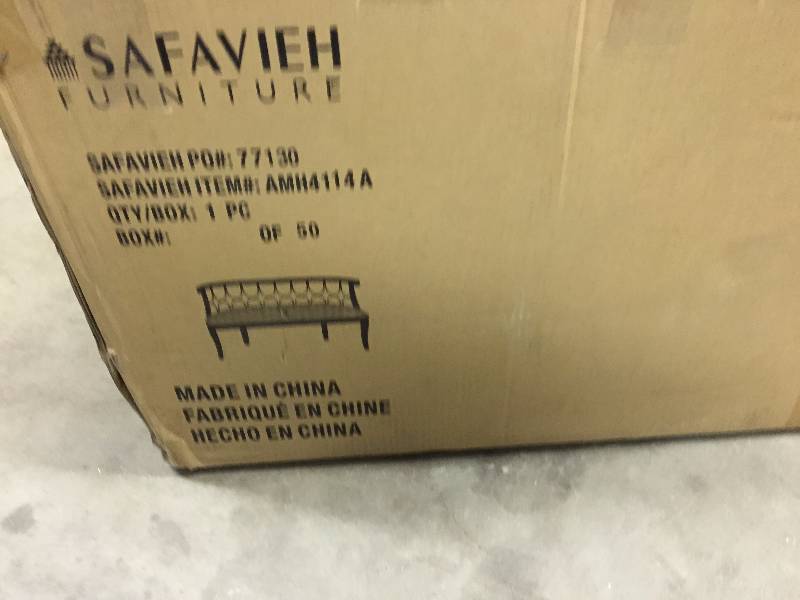 SAFAVIEH
FURNITURE
SAFAVIEH PO#: 77130
SAFAVIEH ITEM#: AMH4114A
QTY/BOX: 1 PC
BOX#: OF 50
MADE IN CHINA
FABRIQUÉ EN CHINE
HECHO EN CHINA